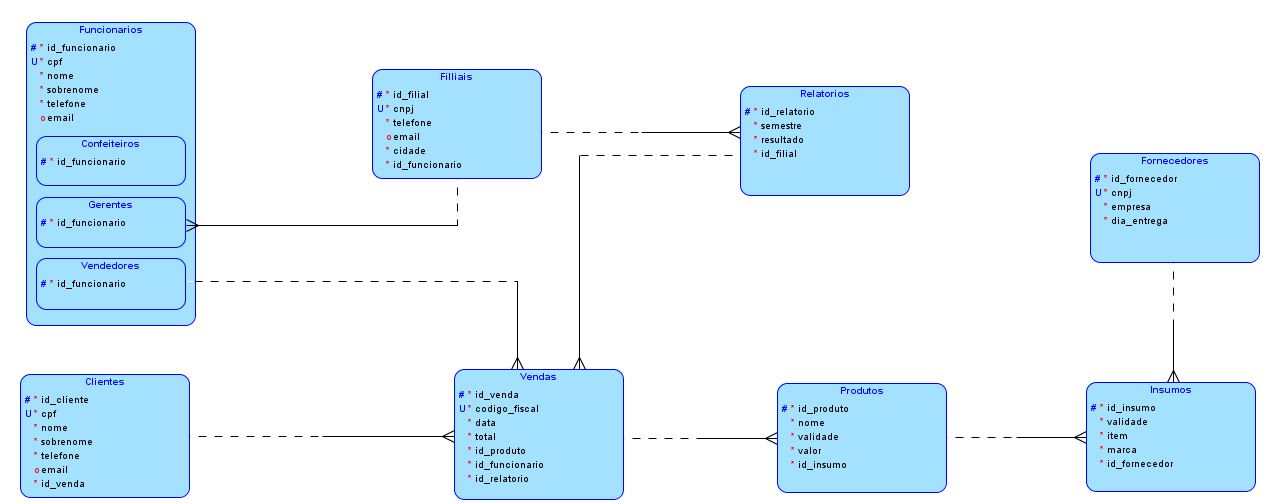 Funcionarios
# * id_funcionario
U * cpf
* nome
* sobrenome
* telefone
o email
Confeiteiros
# * id_funcionario
Gerentes
# * id_funcionario
Vendedores
# * id_funcionario
Filliais
# * id_filial
U * cnpj
* telefone
o email
* cidade
* id_funcionario
Relatorios
# * id_relatorio
* semestre
* resultado
* id_filial
Fornecedores
# * id_fornecedor
U * cnpj
* empresa
* dia_entrega
Clientes
# * id_cliente
U * cpf
* nome
* sobrenome
* telefone
o email
* id_venda
Vendas
# * id_venda
U * codigo_fiscal
* data
* total
* id_produto
* id_funcionario
* id_relatorio
Produtos
# * id_produto
* nome
* validade
* valor
* id_insumo
Insumos
# * id_insumo
* validade
* item
* marca
* id_fornecedor